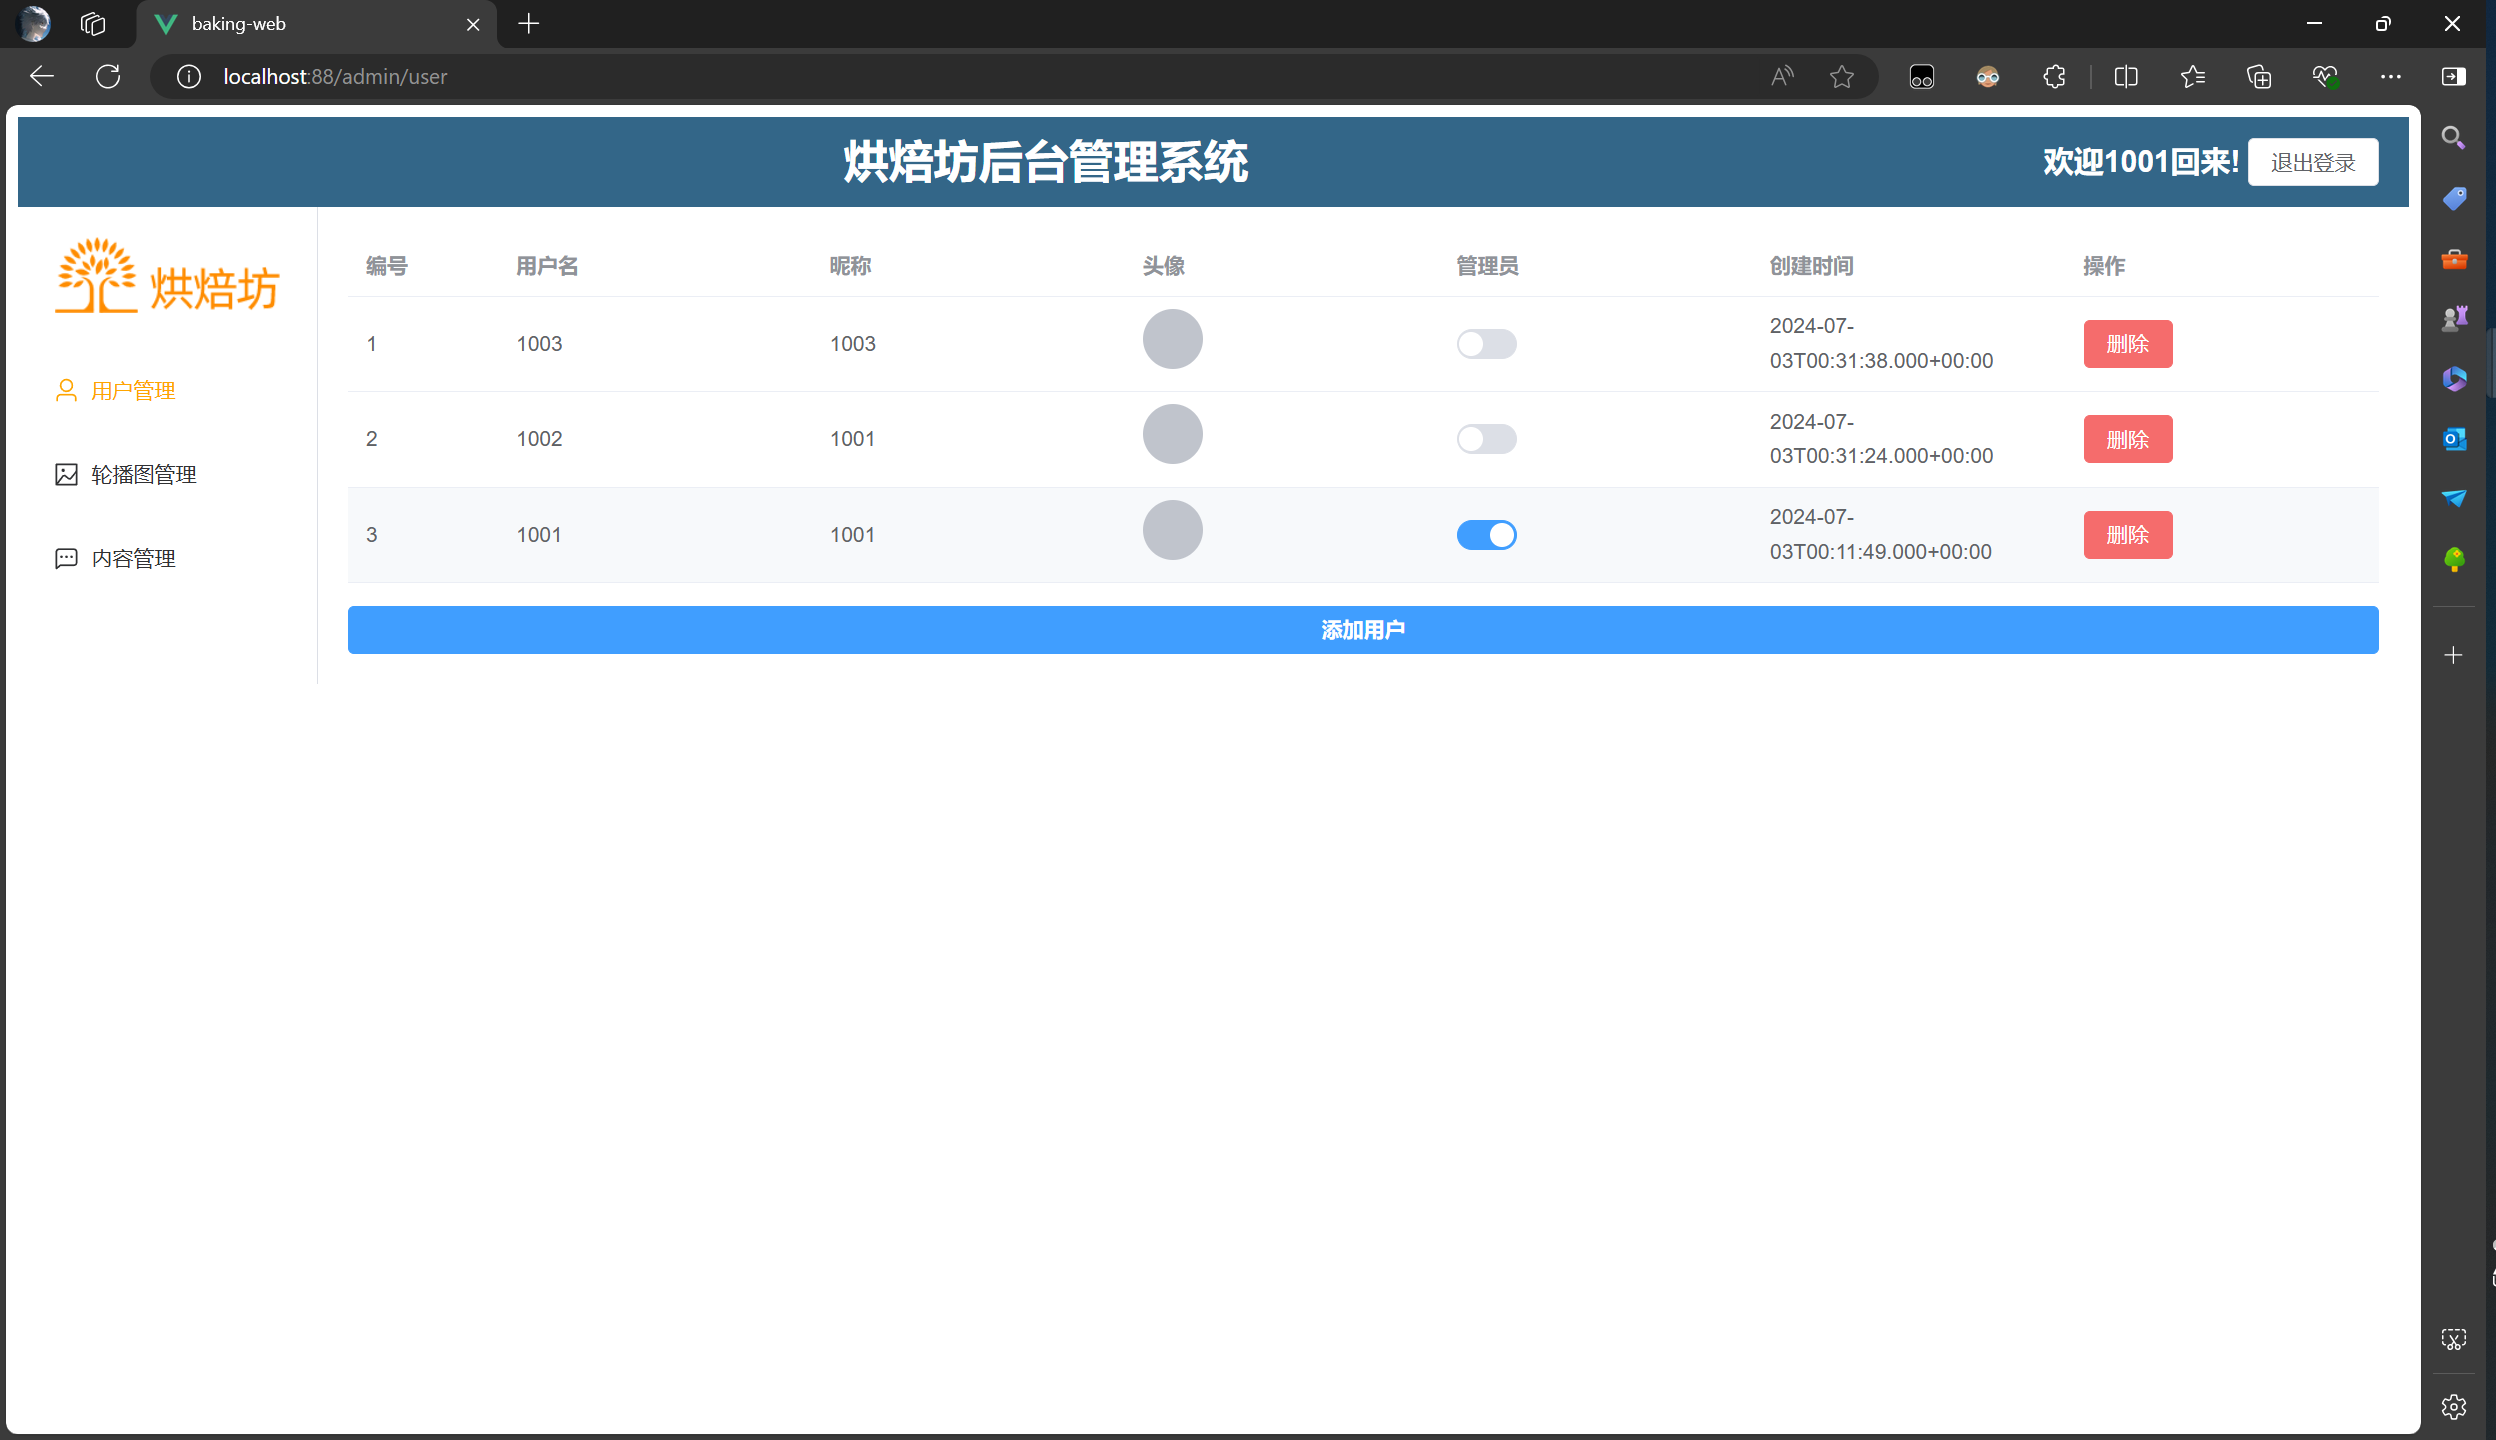 baking-web
localhost:88/admin/user
烘焙坊后台管理系统
欢迎1001回来!
退出登录
烘焙坊
用户管理
轮播图管理
内容管理
编号 用户名 昵称 头像 管理员 创建时间 操作
1 1003 1003 2024-07-
03T00:31:38.000+00:00 删除
2 1002 1001 2024-07-
03T00:31:24.000+00:00 删除
3 1001 1001 2024-07-
03T00:11:49.000+00:00 删除
添加用户